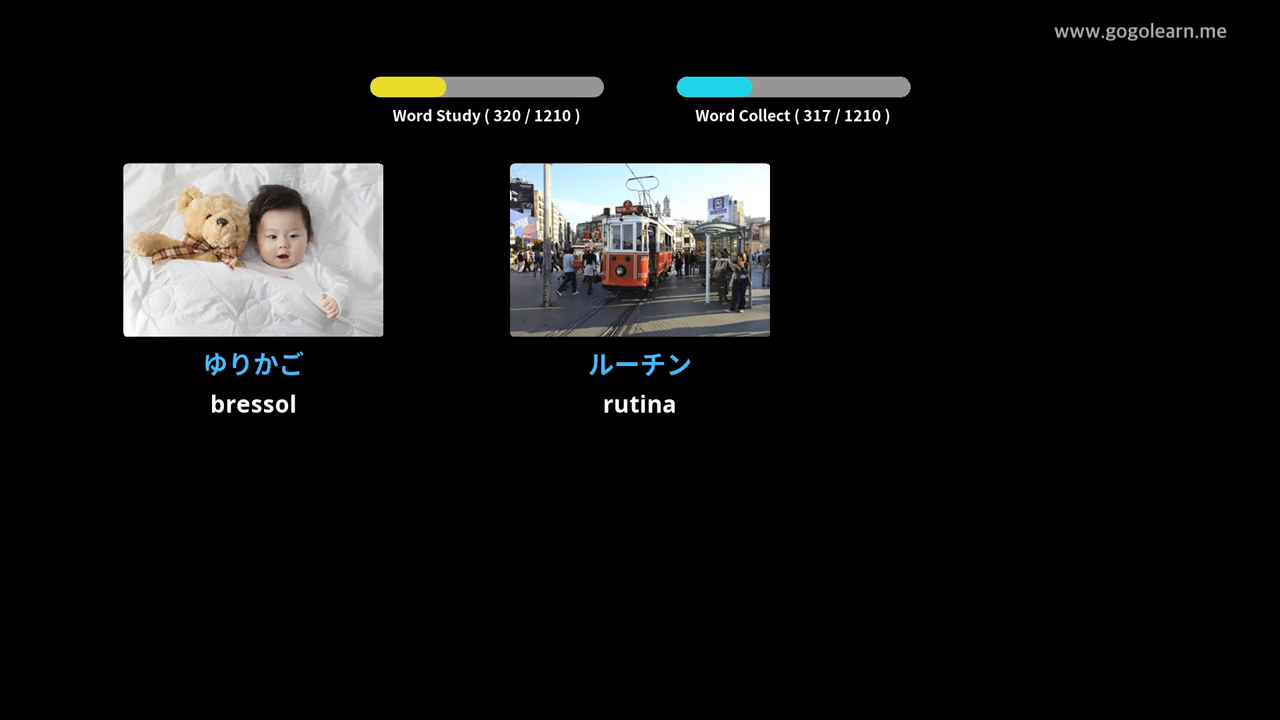 www.gogolearn.me
Word Study ( 320 / 1210 )
Word Collect ( 317 / 1210 )
ゆりかご
bressol
ルーチン
rutina